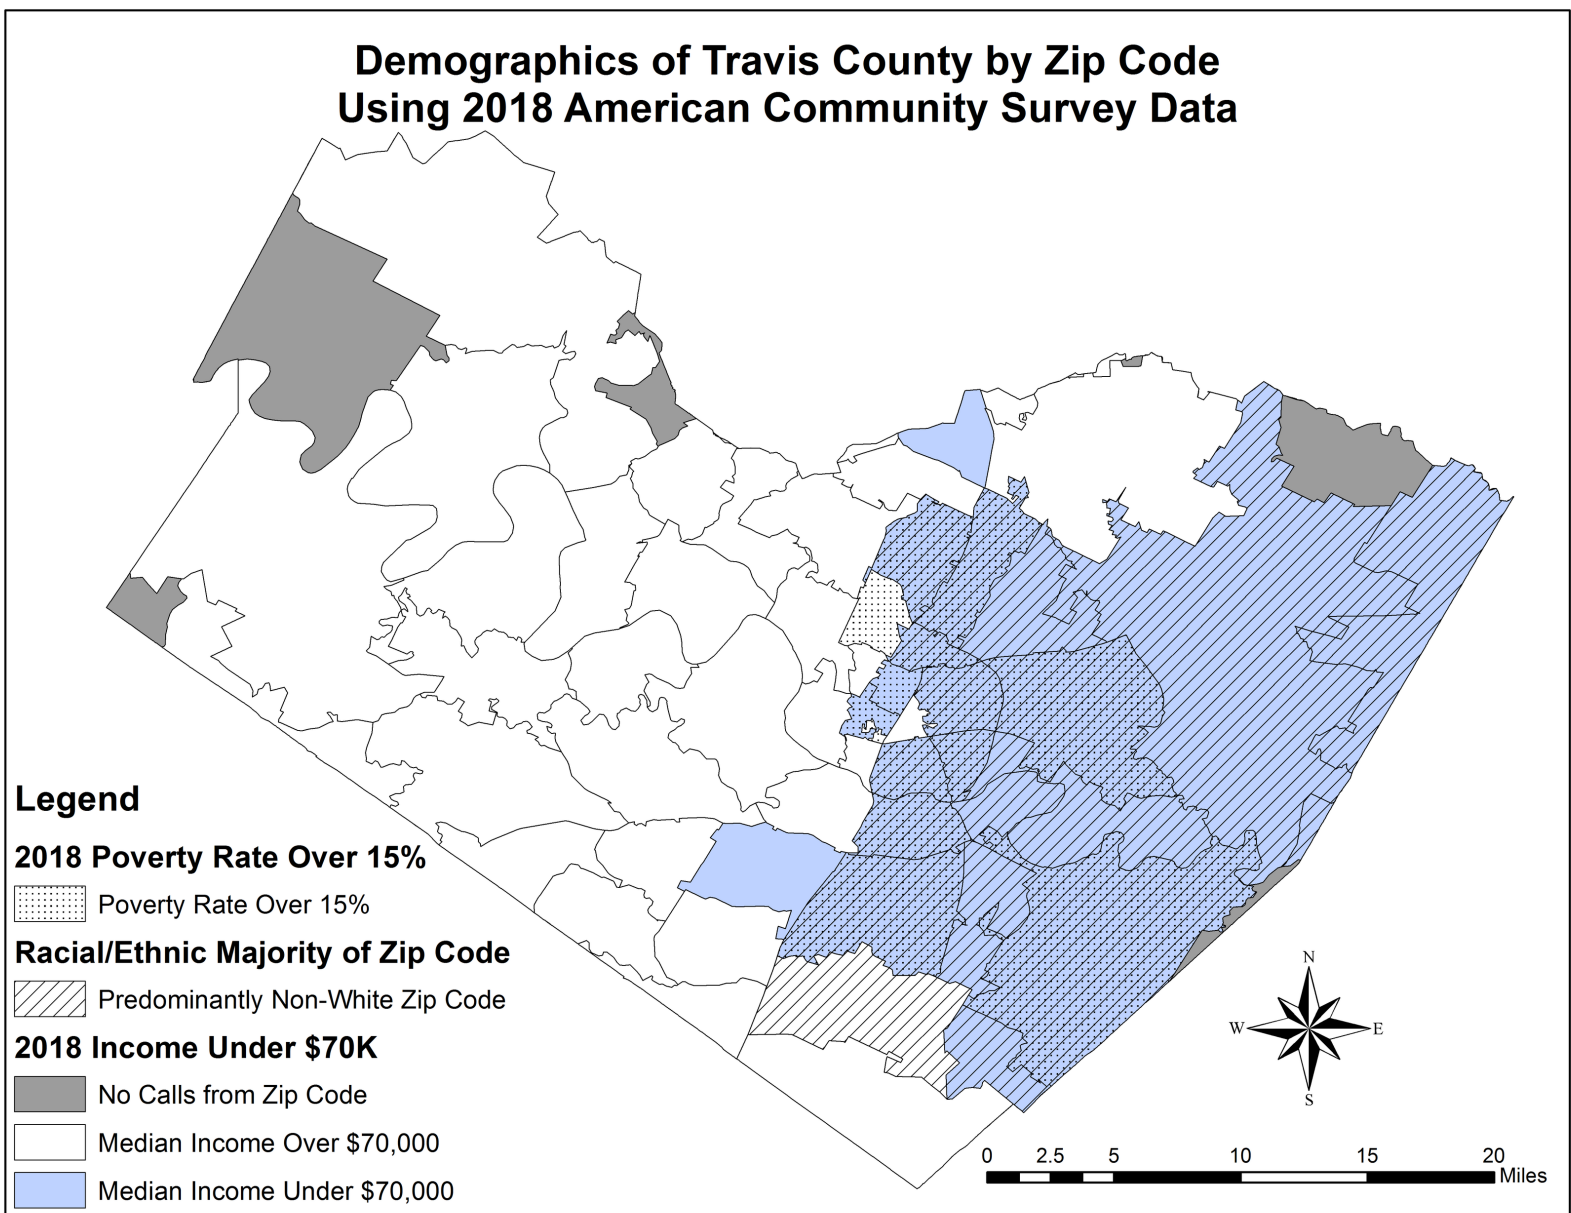 Demographics of Travis County by Zip Code
Using 2018 American Community Survey Data
Legend
2018 Poverty Rate Over 15%
Poverty Rate Over 15%
Racial/Ethnic Majority of Zip Code
Predominantly Non-White Zip Code
2018 Income Under $70K
No Calls from Zip Code
Median Income Over $70,000
Median Income Under $70,000
N
W E
S
0 2.5 5 10 15 20
Miles